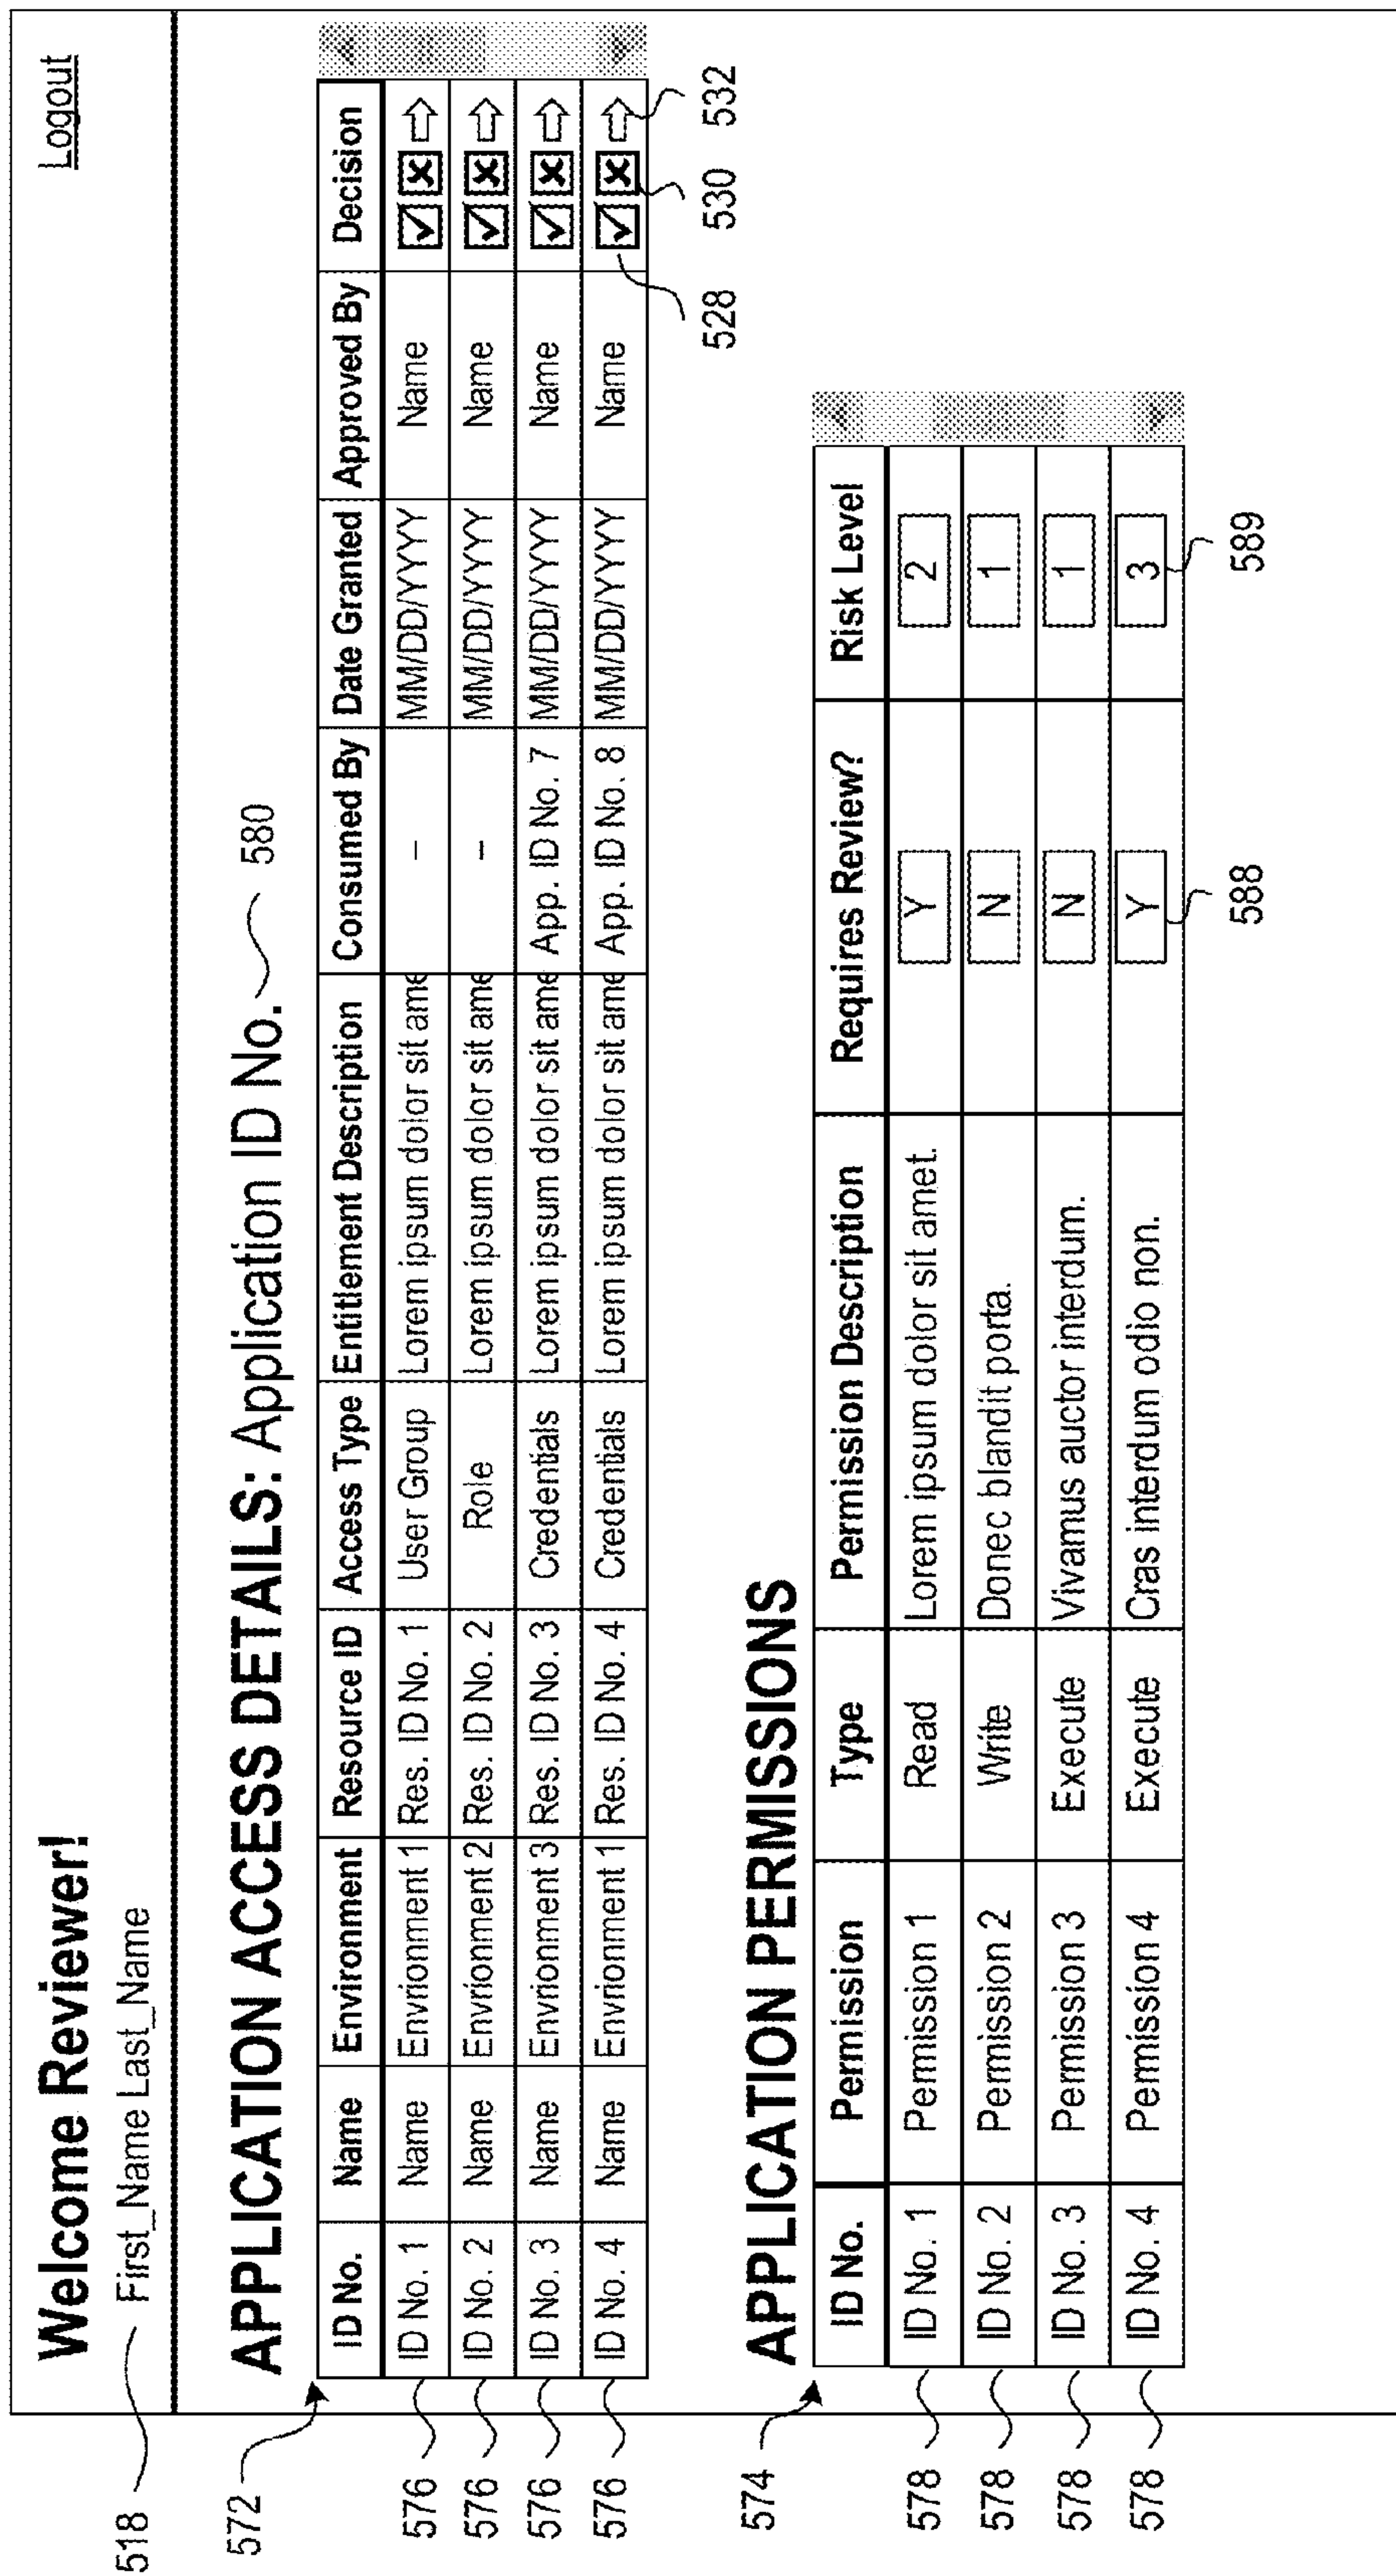 Welcome Reviewer! Logout
518 First_Name Last_Name
APPLICATION ACCESS DETAILS: Application ID No. 580
572
ID No. Name Environment Resource ID Access Type Entitlement Description Consumed By Date Granted Approved By Decision
576 ID No. 1 Name Envrionment 1 Res. ID No. 1 User Group Lorem ipsum dolor sit ame – MM/DD/YYYY Name
576 ID No. 2 Name Envrionment 2 Res. ID No. 2 Role Lorem ipsum dolor sit ame – MM/DD/YYYY Name
576 ID No. 3 Name Envrionment 3 Res. ID No. 3 Credentials Lorem ipsum dolor sit ame App. ID No. 7 MM/DD/YYYY Name
576 ID No. 4 Name Envrionment 1 Res. ID No. 4 Credentials Lorem ipsum dolor sit ame App. ID No. 8 MM/DD/YYYY Name
528 530 532
APPLICATION PERMISSIONS
574
ID No. Permission Type Permission Description Requires Review? Risk Level
578 ID No. 1 Permission 1 Read Lorem ipsum dolor sit amet. Y 2
578 ID No. 2 Permission 2 Write Donec blandit porta. N 1
578 ID No. 3 Permission 3 Execute Vivamus auctor interdum. N 1
578 ID No. 4 Permission 4 Execute Cras interdum odio non. Y 3
588 589